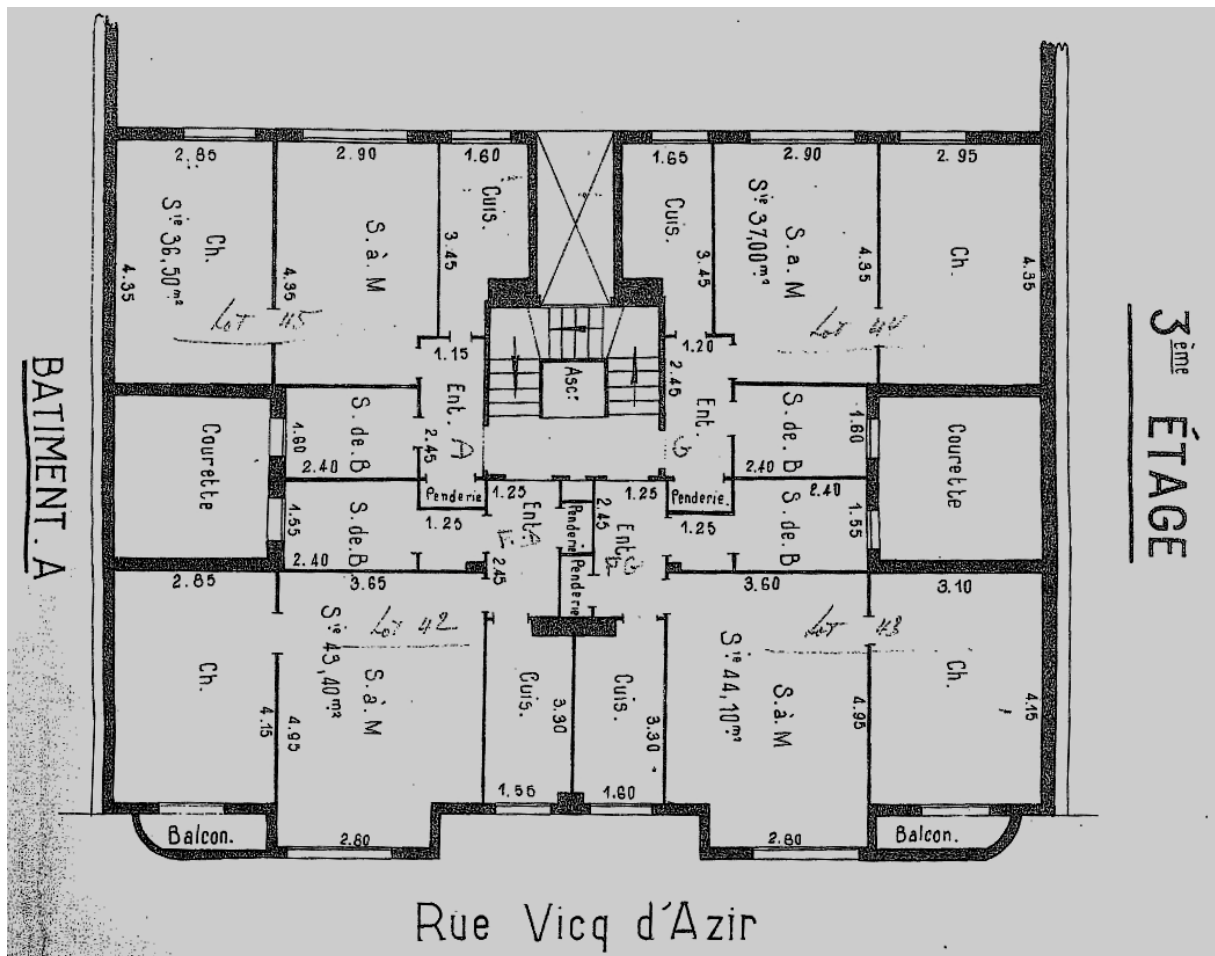 2.85
2.90
1.60
1.65
2.90
2.95
Ch.
Sie 36,50m2
4.35
S. à. M
4.35
Cuis.
3.45
Cuis.
3.45
Sie 37,00m2
S. a. M
4.35
Ch.
4.35
Lot 45
Lot 44
1.15
1.20
2.45
Asc r
Ent.
A
2.45
Ent.
Courette
1.60
S. de. B
2.40
S. de. B
1.60
2.40
Courette
Penderie
1.25
1.25
Penderie.
2.40
1.55
S. de. B
2.40
1.25
Ent.
2.45
Penderie
Penderie
2.45
Ent.
1.25
S. de. B
1.55
2.85
3.65
3.60
3.10
Lot 42
Lot 43
Ch.
4.15
4.95
Sie 43,40m2
S. à. M
Cuis.
3.30
Cuis.
3.30
Sie 44,10m2
S. à. M
4.95
Ch.
4.15
1.55
1.60
Balcon.
2.80
2.80
Balcon.
Rue Vicq d'Azir
BATIMENT. A
3ème ÉTAGE